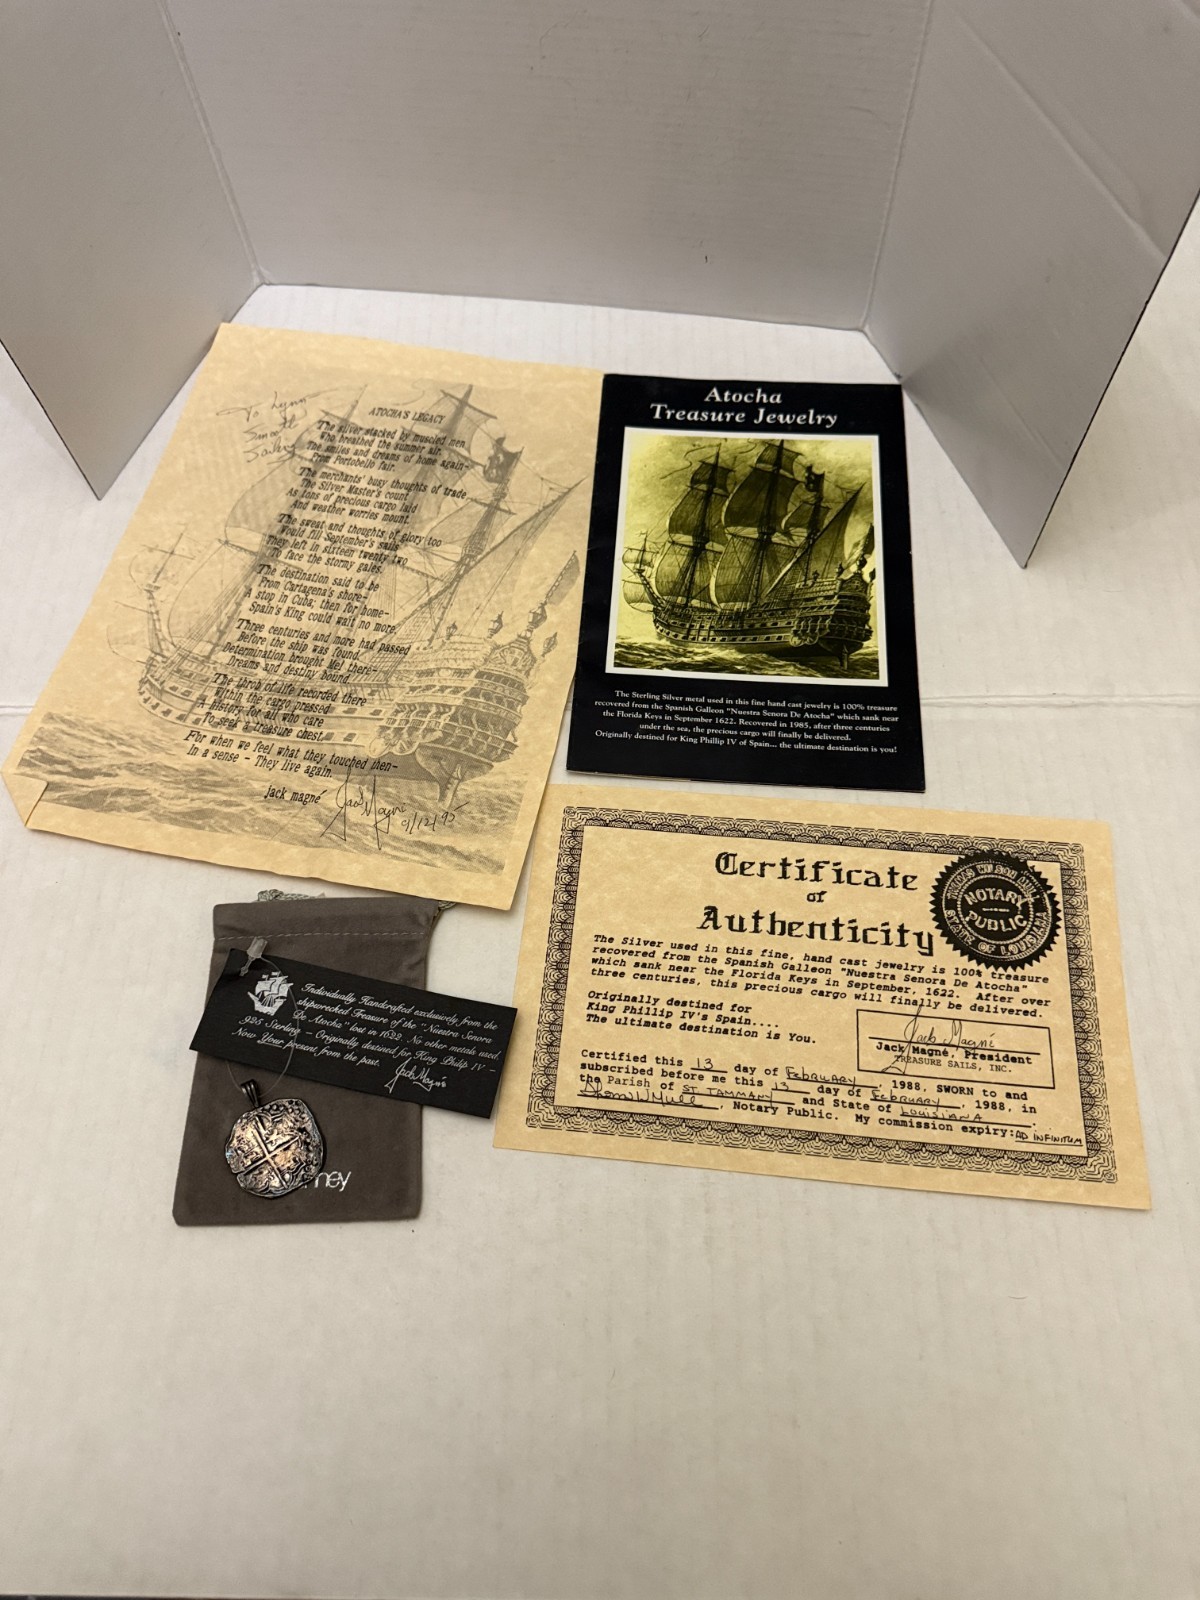 To Lynn
Smooth
Sailing
ATOCHA'S LEGACY
The silver stacked by muscled men
Who breathed the summer air.
The smiles and dreams of home again-
From Portobello fair.
The merchants' busy thoughts of trade
The Silver Master's count
As tons of precious cargo laid
And weather worries mount.
The sweat and thoughts of glory too
Would fill September's sails
They left in sixteen twenty two
To face the stormy gales.
The destination said to be
From Cartagena's shore-
A stop in Cuba; then for home-
Spain's King could wait no more.
Three centuries and more had passed
Before the ship was found
Determination brought Mel there-
Dreams and destiny bound
The throb of life recorded there
Within the cargo pressed
A history for all who care
To seek a treasure chest
For when we feel what they touched then-
In a sense - They live again.
jack magné
Jack Magné
9/12/95
Atocha
Treasure Jewelry
The Sterling Silver metal used in this fine hand cast jewelry is 100% treasure
recovered from the Spanish Galleon "Nuestra Senora De Atocha" which sank near
the Florida Keys in September 1622. Recovered in 1985, after three centuries
under the sea, the precious cargo will finally be delivered.
Originally destined for King Phillip IV of Spain... the ultimate destination is you!
Individually Handcrafted exclusively from the
shipwrecked Treasure of the "Nuestra Senora
De Atocha" lost in 1622. No other metals used.
.925 Sterling - Originally destined for King Philip IV -
Now Your present from the past.
Jack Magné
ney
Certificate
of
Authenticity
NOTARY
PUBLIC
STATE OF LOUISIANA
The Silver used in this fine, hand cast jewelry is 100% treasure
recovered from the Spanish Galleon "Nuestra Senora De Atocha"
which sank near the Florida Keys in September, 1622. After over
three centuries, this precious cargo will finally be delivered.
Originally destined for
King Phillip IV's Spain....
The ultimate destination is You.
Jack Magné
Jack Magné, President
TREASURE SAILS, INC.
Certified this 13 day of February, 1988, SWORN to and
subscribed before me this 13 day of February, 1988, in
the Parish of ST TAMMANY and State of LOUISIANA.
, Notary Public. My commission expiry: AD INFINITUM